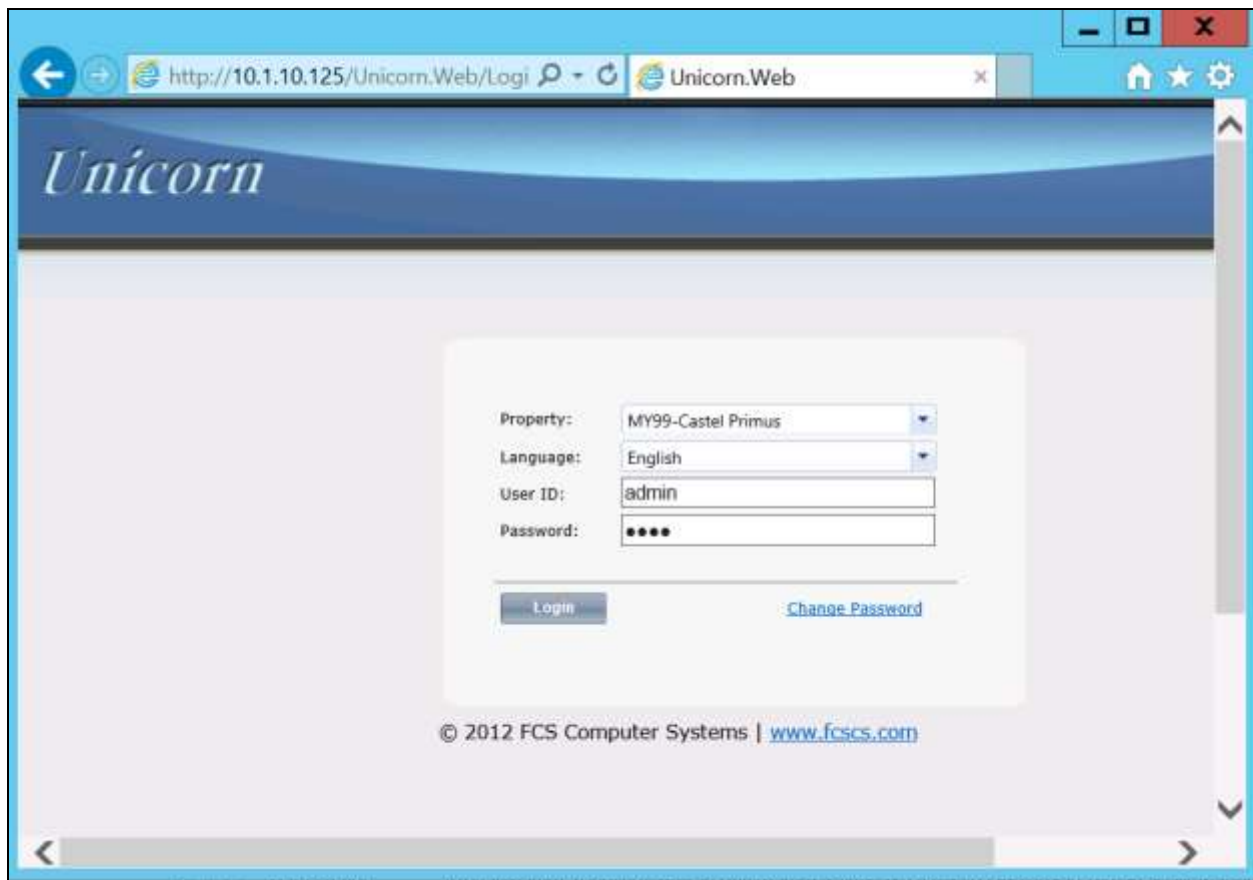 http://10.1.10.125/Unicorn.Web/Logi
Unicorn.Web
Unicorn
Property: MY99-Castel Primus
Language: English
User ID: admin
Password: ●●●●
Login Change Password
© 2012 FCS Computer Systems | www.fcscs.com